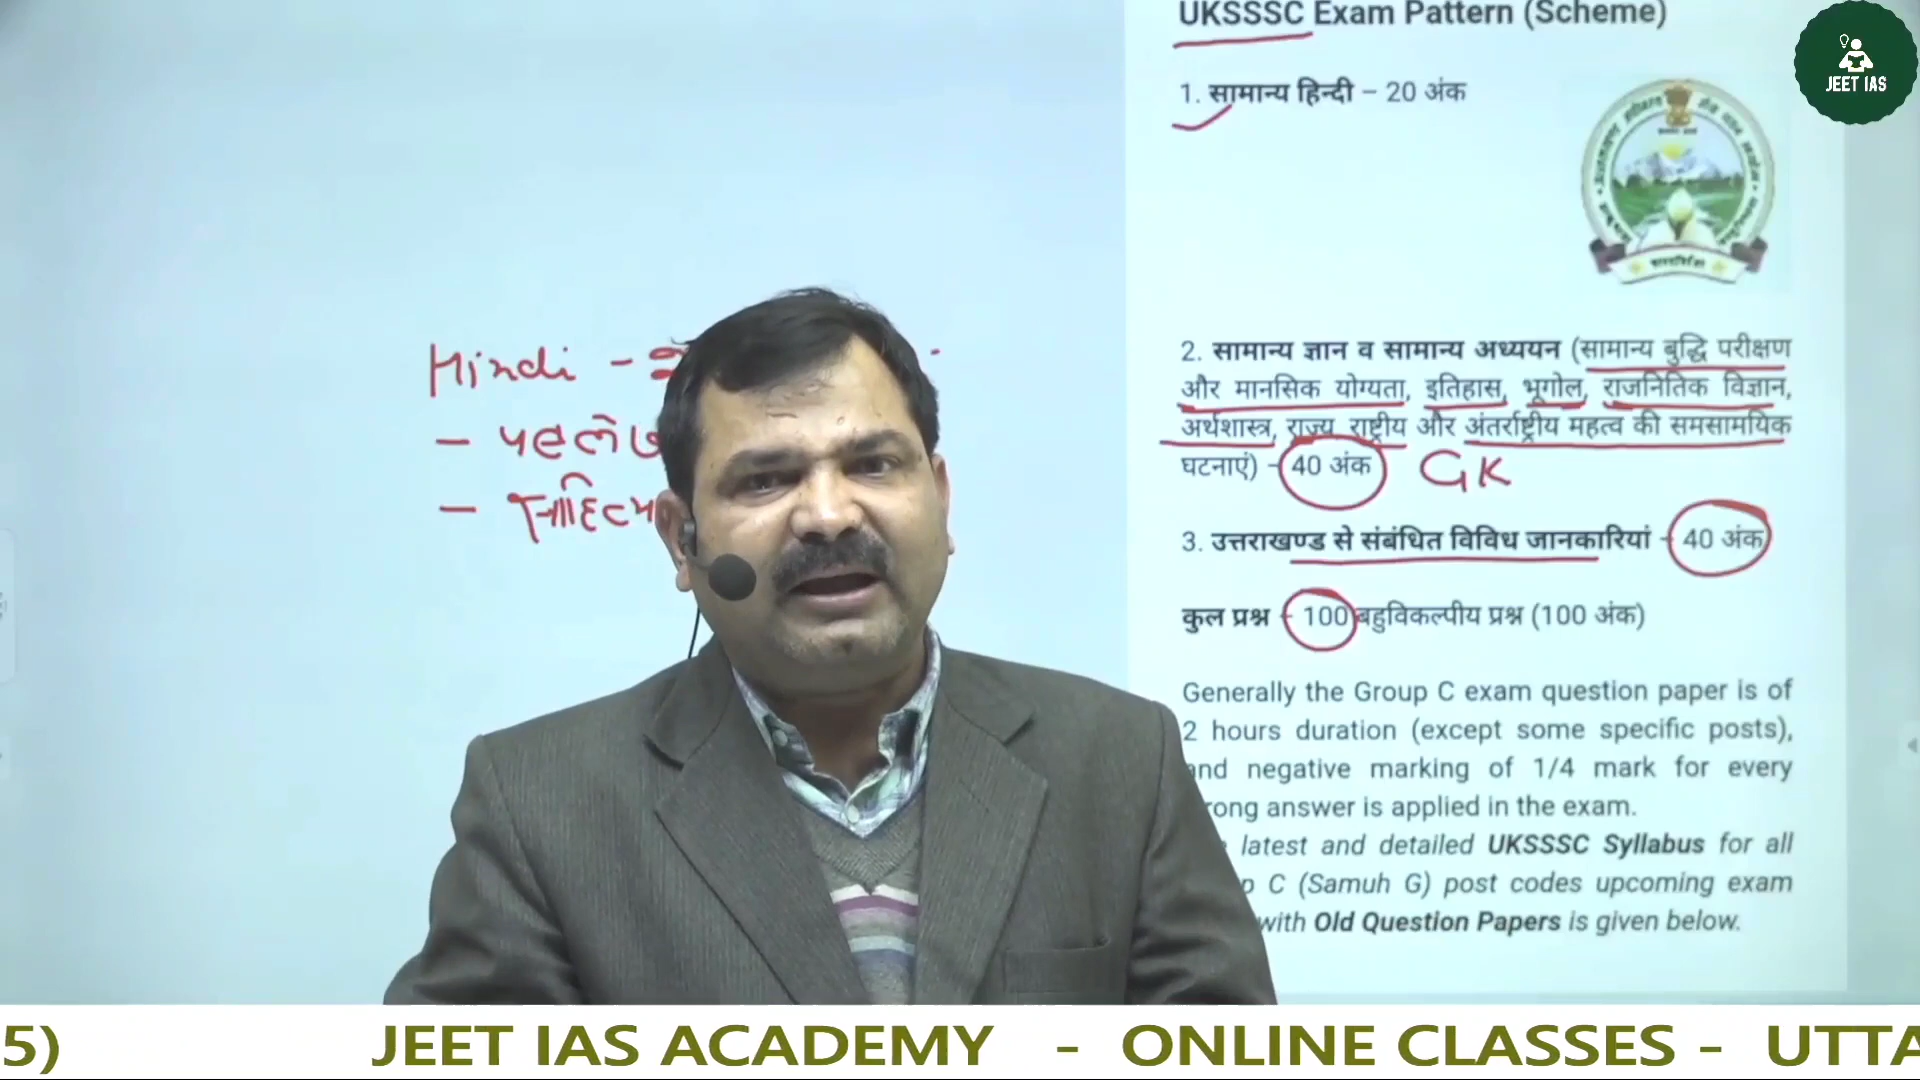 UKSSSC Exam Pattern (Scheme)
JEET IAS
1. सामान्य हिन्दी – 20 अंक
Hindi -
- पहले
- साहित्य
2. सामान्य ज्ञान व सामान्य अध्ययन (सामान्य बुद्धि परीक्षण
और मानसिक योग्यता, इतिहास, भूगोल, राजनितिक विज्ञान,
अर्थशास्त्र, राज्य, राष्ट्रीय और अंतर्राष्ट्रीय महत्व की समसामयिक
घटनाएं) - 40 अंक GK
3. उत्तराखण्ड से संबंधित विविध जानकारियां - 40 अंक
कुल प्रश्न - 100 बहुविकल्पीय प्रश्न (100 अंक)
Generally the Group C exam question paper is of
2 hours duration (except some specific posts),
and negative marking of 1/4 mark for every
rong answer is applied in the exam.
latest and detailed UKSSSC Syllabus for all
p C (Samuh G) post codes upcoming exam
with Old Question Papers is given below.
5) JEET IAS ACADEMY - ONLINE CLASSES - UTTA